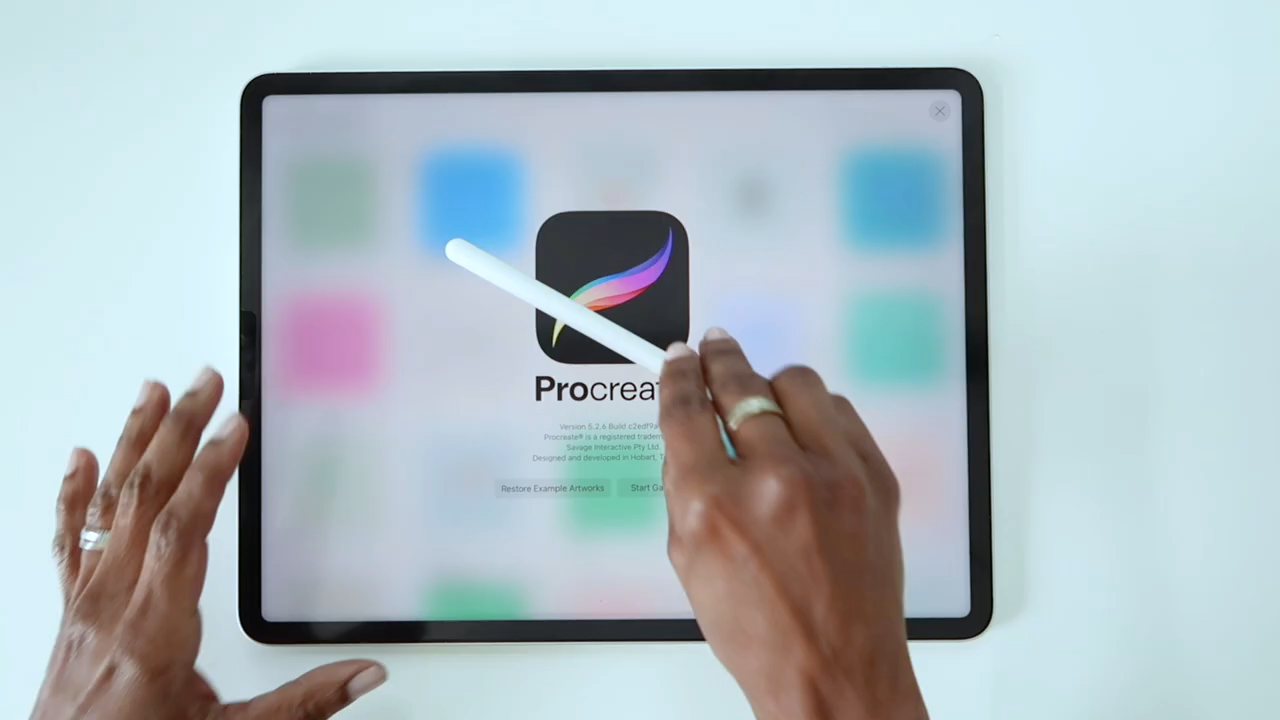 Procreat
Version 5.2.6 Build c2edf9a
Procreate® is a registered tradem
Savage Interactive Pty Ltd.
Designed and developed in Hobart, T
Restore Example Artworks
Start Ga